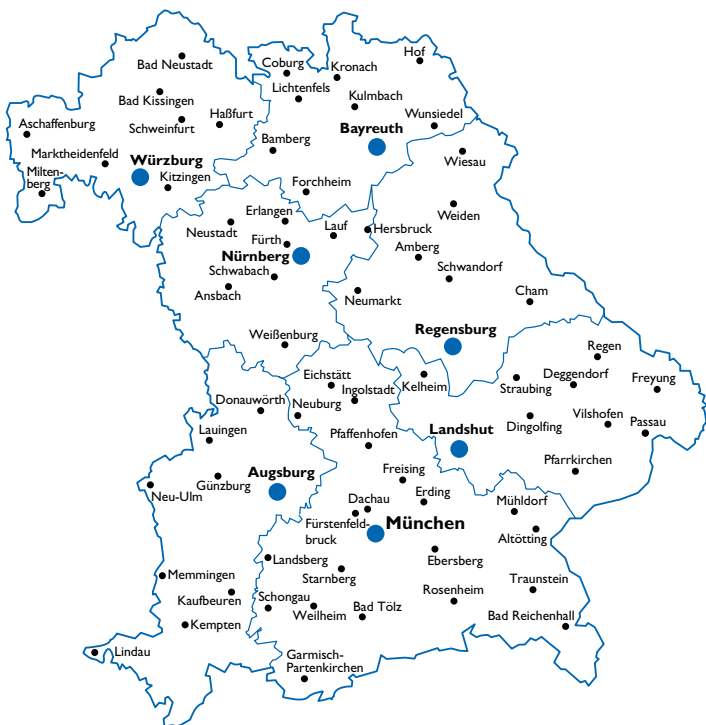 Hof
Bad Neustadt
Coburg
Kronach
Lichtenfels
Bad Kissingen
Kulmbach
Haßfurt
Wunsiedel
Aschaffenburg
Schweinfurt
Bayreuth
Bamberg
Marktheidenfeld
Würzburg
Wiesau
Milten-
berg
Kitzingen
Forchheim
Erlangen
Weiden
Neustadt
Lauf
Hersbruck
Fürth
Amberg
Nürnberg
Schwabach
Schwandorf
Ansbach
Neumarkt
Cham
Weißenburg
Regensburg
Regen
Eichstätt
Kelheim
Deggendorf
Straubing
Freyung
Ingolstadt
Donauwörth
Neuburg
Vilshofen
Lauingen
Landshut
Dingolfing
Passau
Pfaffenhofen
Pfarrkirchen
Augsburg
Freising
Günzburg
Neu-Ulm
Erding
Dachau
Mühldorf
Fürstenfeld-
bruck
München
Altötting
Landsberg
Ebersberg
Memmingen
Starnberg
Traunstein
Kaufbeuren
Schongau
Rosenheim
Weilheim
Bad Tölz
Bad Reichenhall
Kempten
Lindau
Garmisch-
Partenkirchen